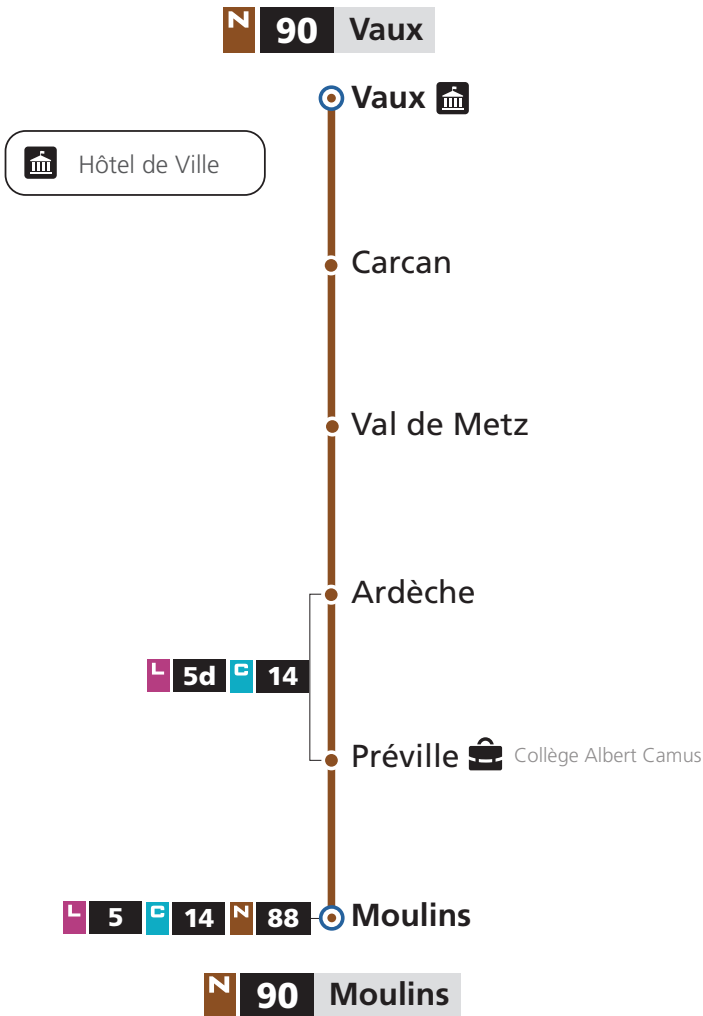 N 90 Vaux
Vaux
Hôtel de Ville
Carcan
Val de Metz
Ardèche
L 5d C 14
Préville Collège Albert Camus
L 5 C 14 N 88 Moulins
N 90 Moulins